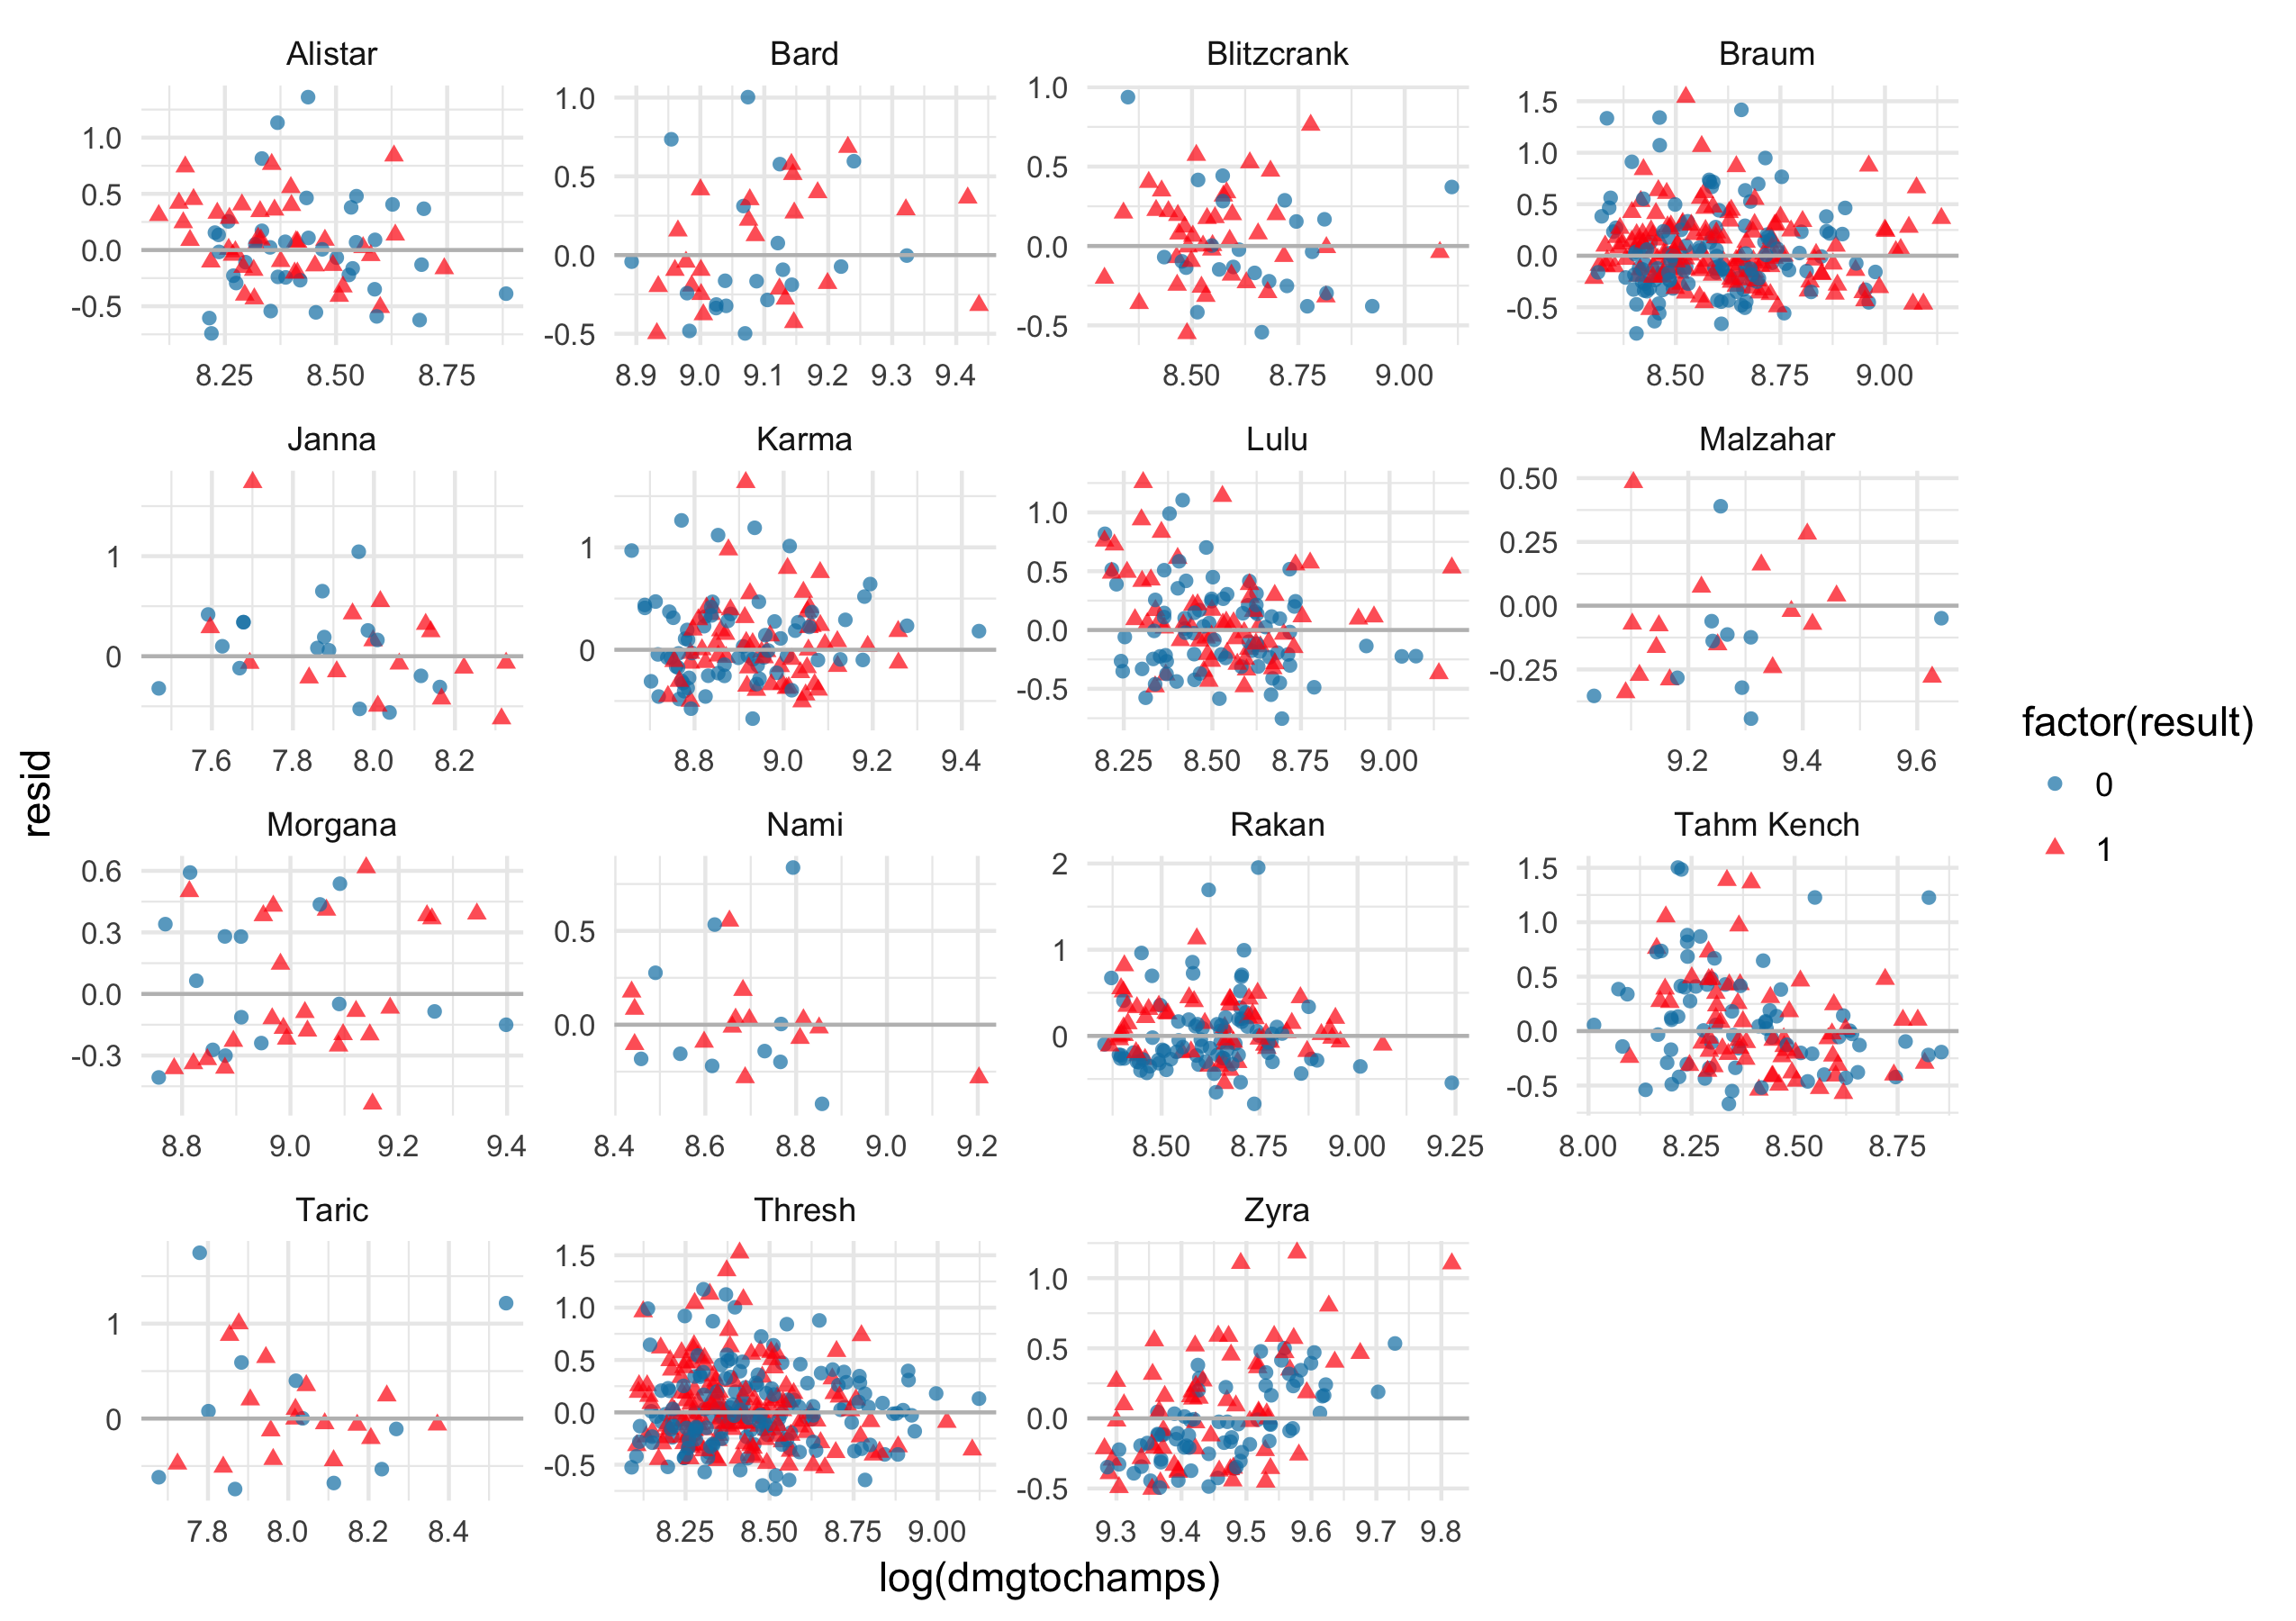 Alistar
Bard
Blitzcrank
Braum
1.0
0.5
0.0
-0.5
8.25 8.50 8.75
1.0
0.5
0.0
-0.5
8.9 9.0 9.1 9.2 9.3 9.4
1.0
0.5
0.0
-0.5
8.50 8.75 9.00
1.5
1.0
0.5
0.0
-0.5
8.50 8.75 9.00
Janna
Karma
Lulu
Malzahar
1
0
7.6 7.8 8.0 8.2
1
0
8.8 9.0 9.2 9.4
1.0
0.5
0.0
-0.5
8.25 8.50 8.75 9.00
0.50
0.25
0.00
-0.25
9.2 9.4 9.6
Morgana
Nami
Rakan
Tahm Kench
0.6
0.3
0.0
-0.3
8.8 9.0 9.2 9.4
0.5
0.0
8.4 8.6 8.8 9.0 9.2
2
1
0
8.50 8.75 9.00 9.25
1.5
1.0
0.5
0.0
-0.5
8.00 8.25 8.50 8.75
Taric
Thresh
Zyra
1
0
7.8 8.0 8.2 8.4
1.5
1.0
0.5
0.0
-0.5
8.25 8.50 8.75 9.00
1.0
0.5
0.0
-0.5
9.3 9.4 9.5 9.6 9.7 9.8
resid
log(dmgtochamps)
factor(result)
0
1